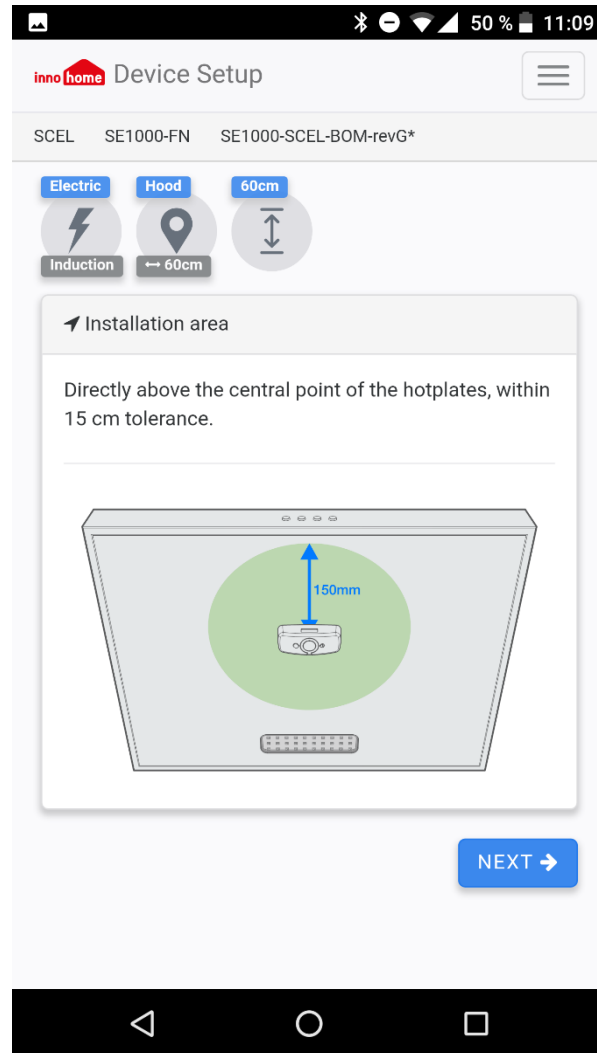 50 % 11:09
inno home Device Setup
SCEL SE1000-FN SE1000-SCEL-BOM-revG*
Electric Hood 60cm
Induction ↔ 60cm
Installation area
Directly above the central point of the hotplates, within
15 cm tolerance.
150mm
NEXT